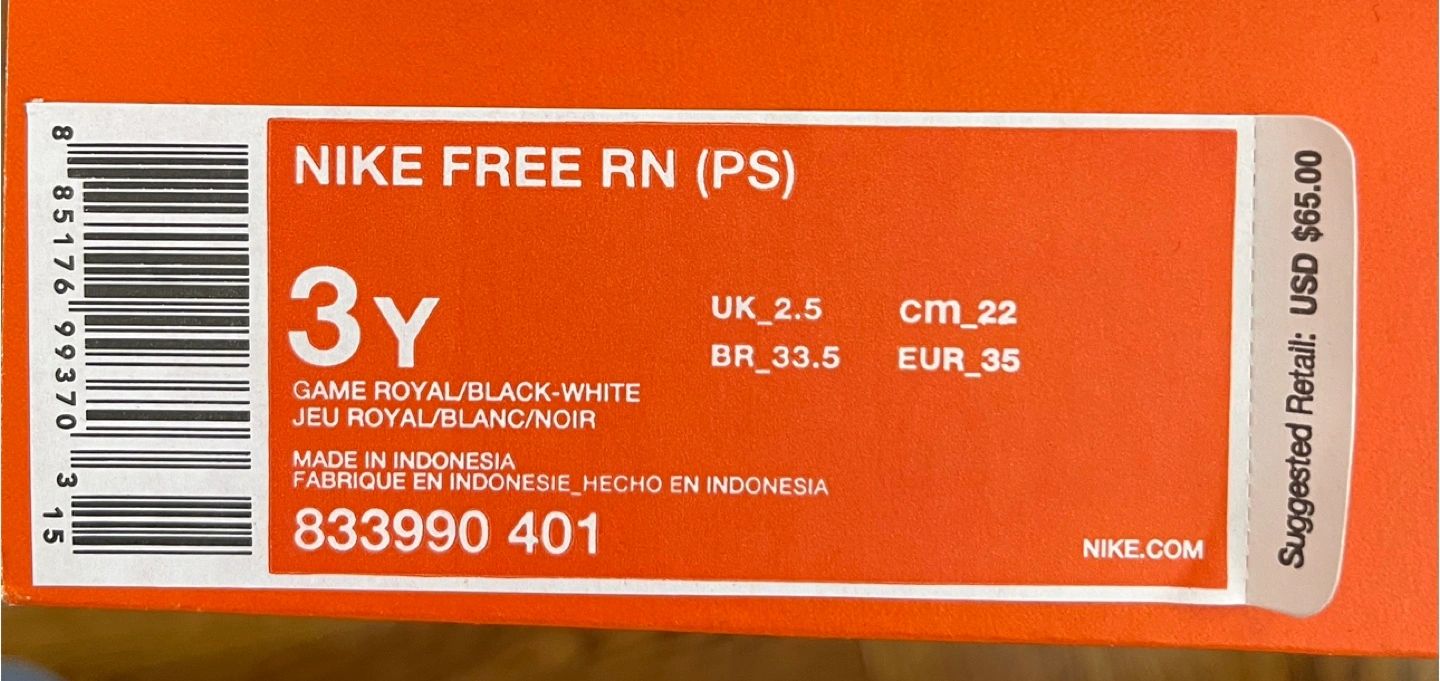 8 85176 99370 3 15
NIKE FREE RN (PS)
3Y
UK_2.5 cm_22
BR_33.5 EUR_35
GAME ROYAL/BLACK-WHITE
JEU ROYAL/BLANC/NOIR
MADE IN INDONESIA
FABRIQUE EN INDONESIE_HECHO EN INDONESIA
833990 401
NIKE.COM
Suggested Retail: USD $65.00